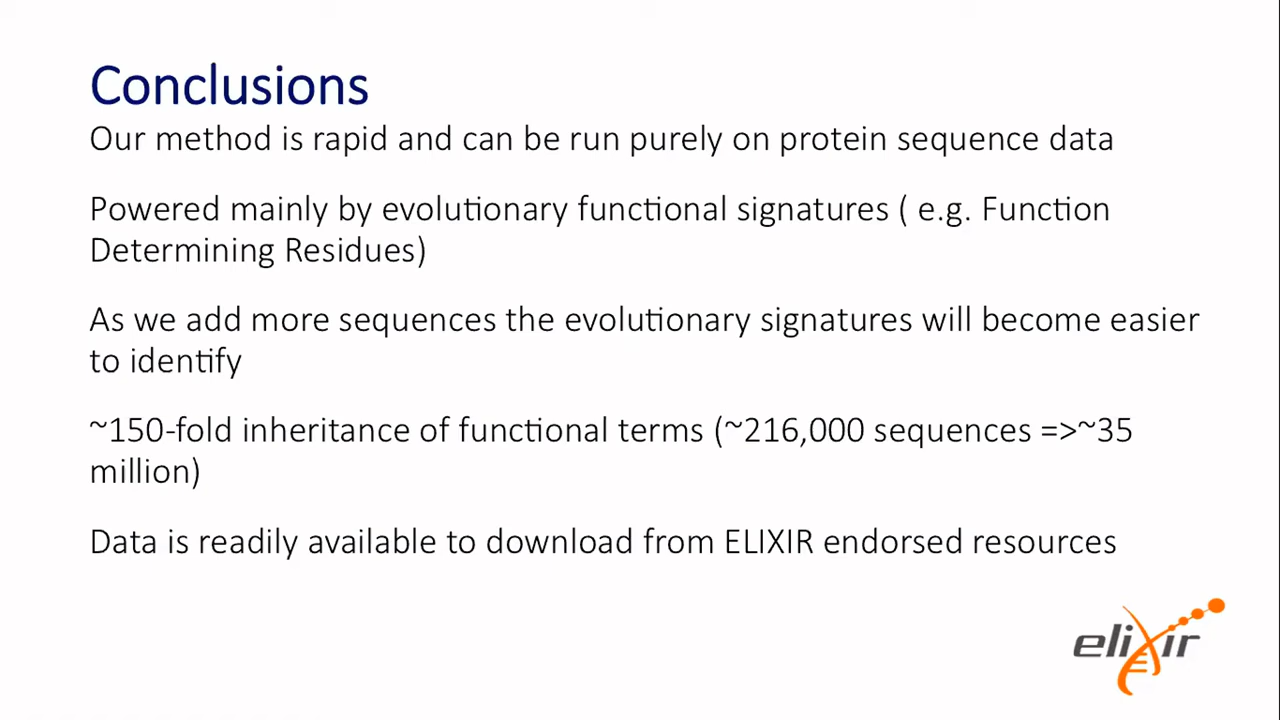 Conclusions
Our method is rapid and can be run purely on protein sequence data
Powered mainly by evolutionary functional signatures ( e.g. Function
Determining Residues)
As we add more sequences the evolutionary signatures will become easier
to identify
~150-fold inheritance of functional terms (~216,000 sequences =>~35
million)
Data is readily available to download from ELIXIR endorsed resources
elixir